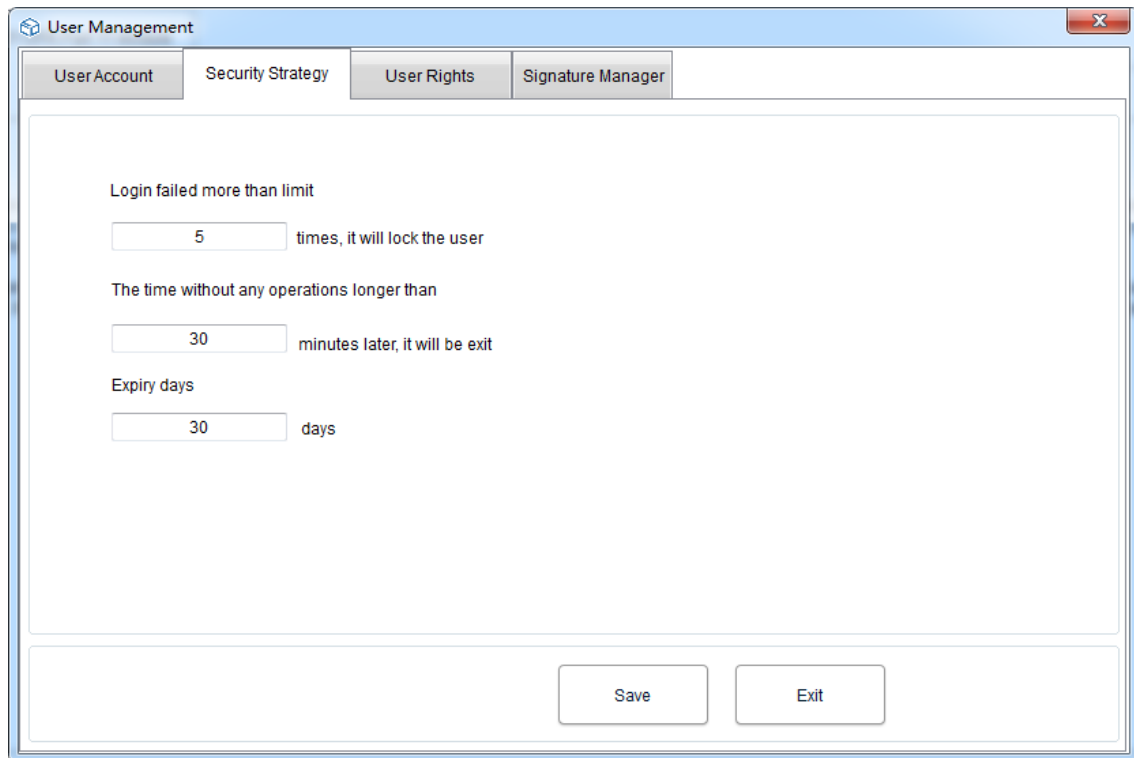 User Management
User Account Security Strategy User Rights Signature Manager
Login failed more than limit
5 times, it will lock the user
The time without any operations longer than
30 minutes later, it will be exit
Expiry days
30 days
Save Exit